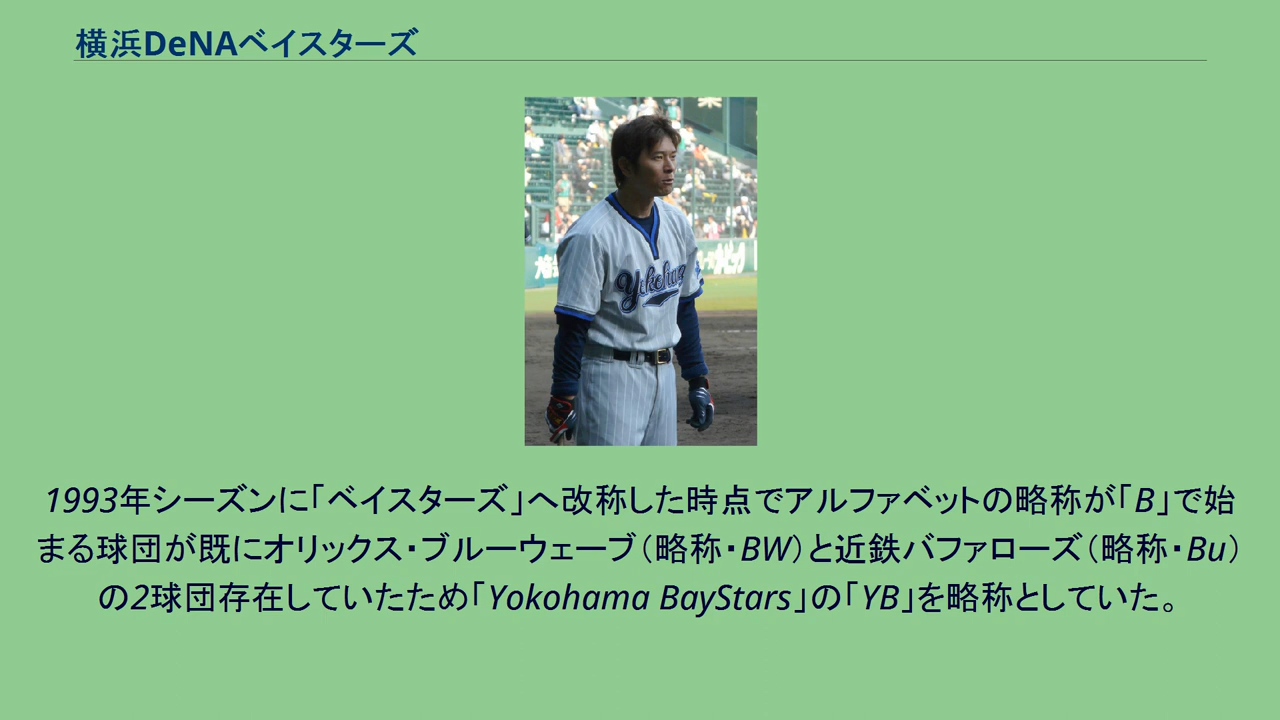 横浜DeNAベイスターズ
Yokohama
1993年シーズンに「ベイスターズ」へ改称した時点でアルファベットの略称が「B」で始
まる球団が既にオリックス・ブルーウェーブ（略称・BW）と近鉄バファローズ（略称・Bu）
の2球団存在していたため「Yokohama BayStars」の「YB」を略称としていた。